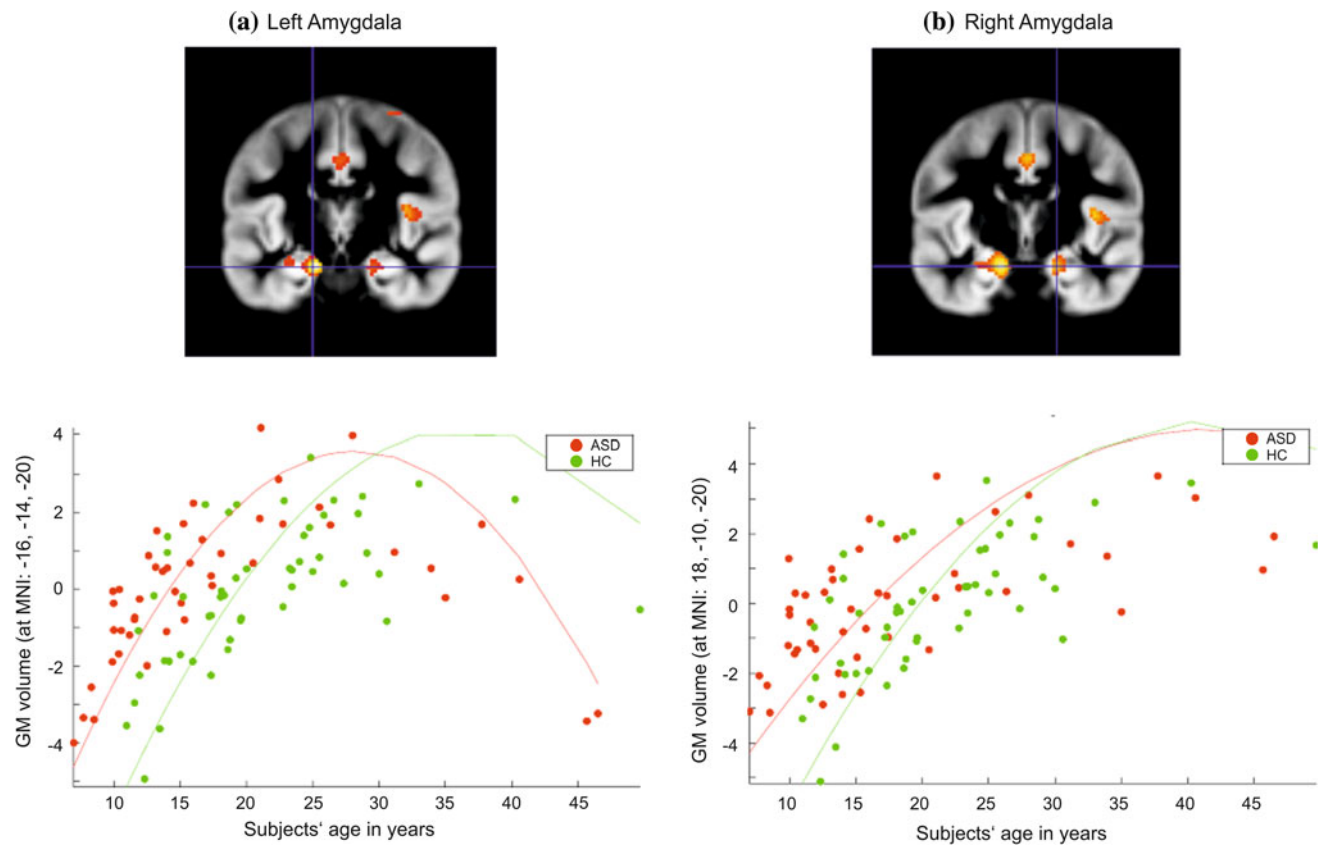 (a) Left Amygdala
(b) Right Amygdala
GM volume (at MNI: -16, -14, -20)
4
2
0
-2
-4
ASD
HC
10 15 20 25 30 35 40 45
Subjects‘ age in years
GM volume (at MNI: 18, -10, -20)
4
2
0
-2
-4
ASD
HC
10 15 20 25 30 35 40 45
Subjects‘ age in years